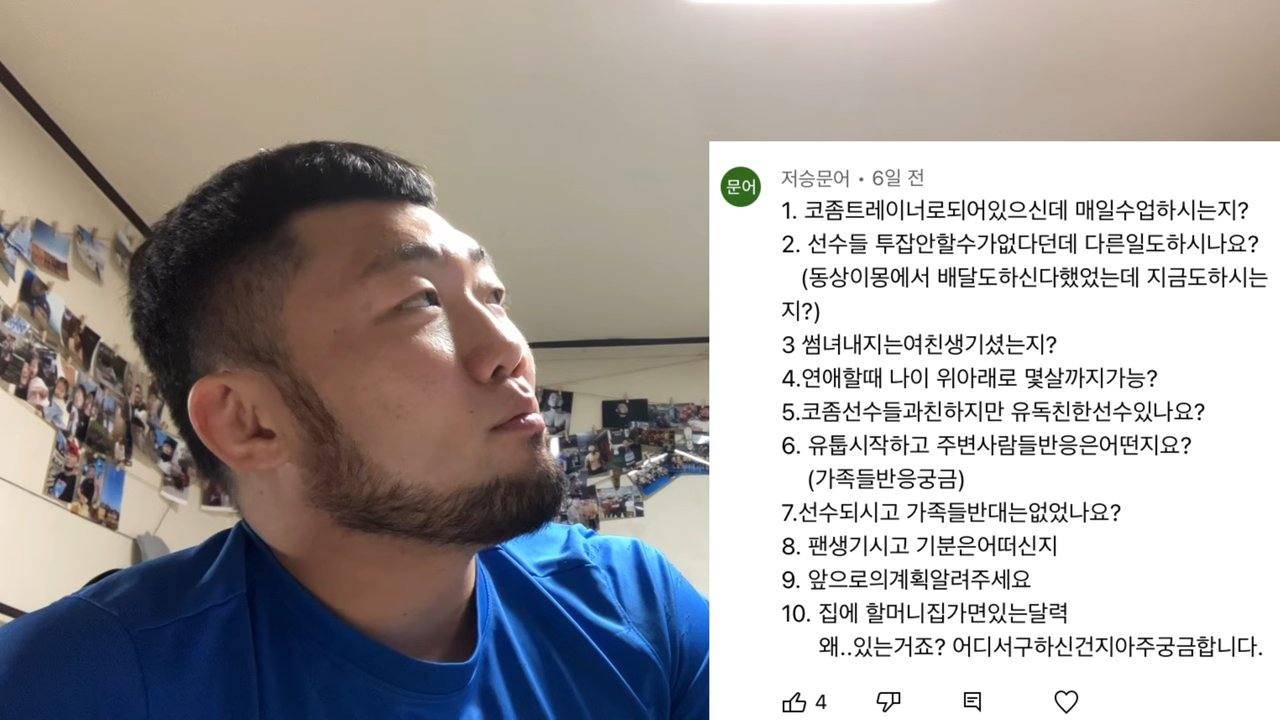 문어
저승문어 • 6일 전
1. 코좀트레이너로되어있으신데 매일수업하시는지?
2. 선수들 투잡안할수가없다던데 다른일도하시나요?
(동상이몽에서 배달도하신다했었는데 지금도하시는
지?)
3 썸녀내지는여친생기셨는지?
4.연애할때 나이 위아래로 몇살까지가능?
5.코좀선수들과친하지만 유독친한선수있나요?
6. 유튭시작하고 주변사람들반응은어떤지요?
(가족들반응궁금)
7.선수되시고 가족들반대는없었나요?
8. 팬생기시고 기분은어떠신지
9. 앞으로의계획알려주세요
10. 집에 할머니집가면있는달력
왜..있는거죠? 어디서구하신건지아주궁금합니다.
4